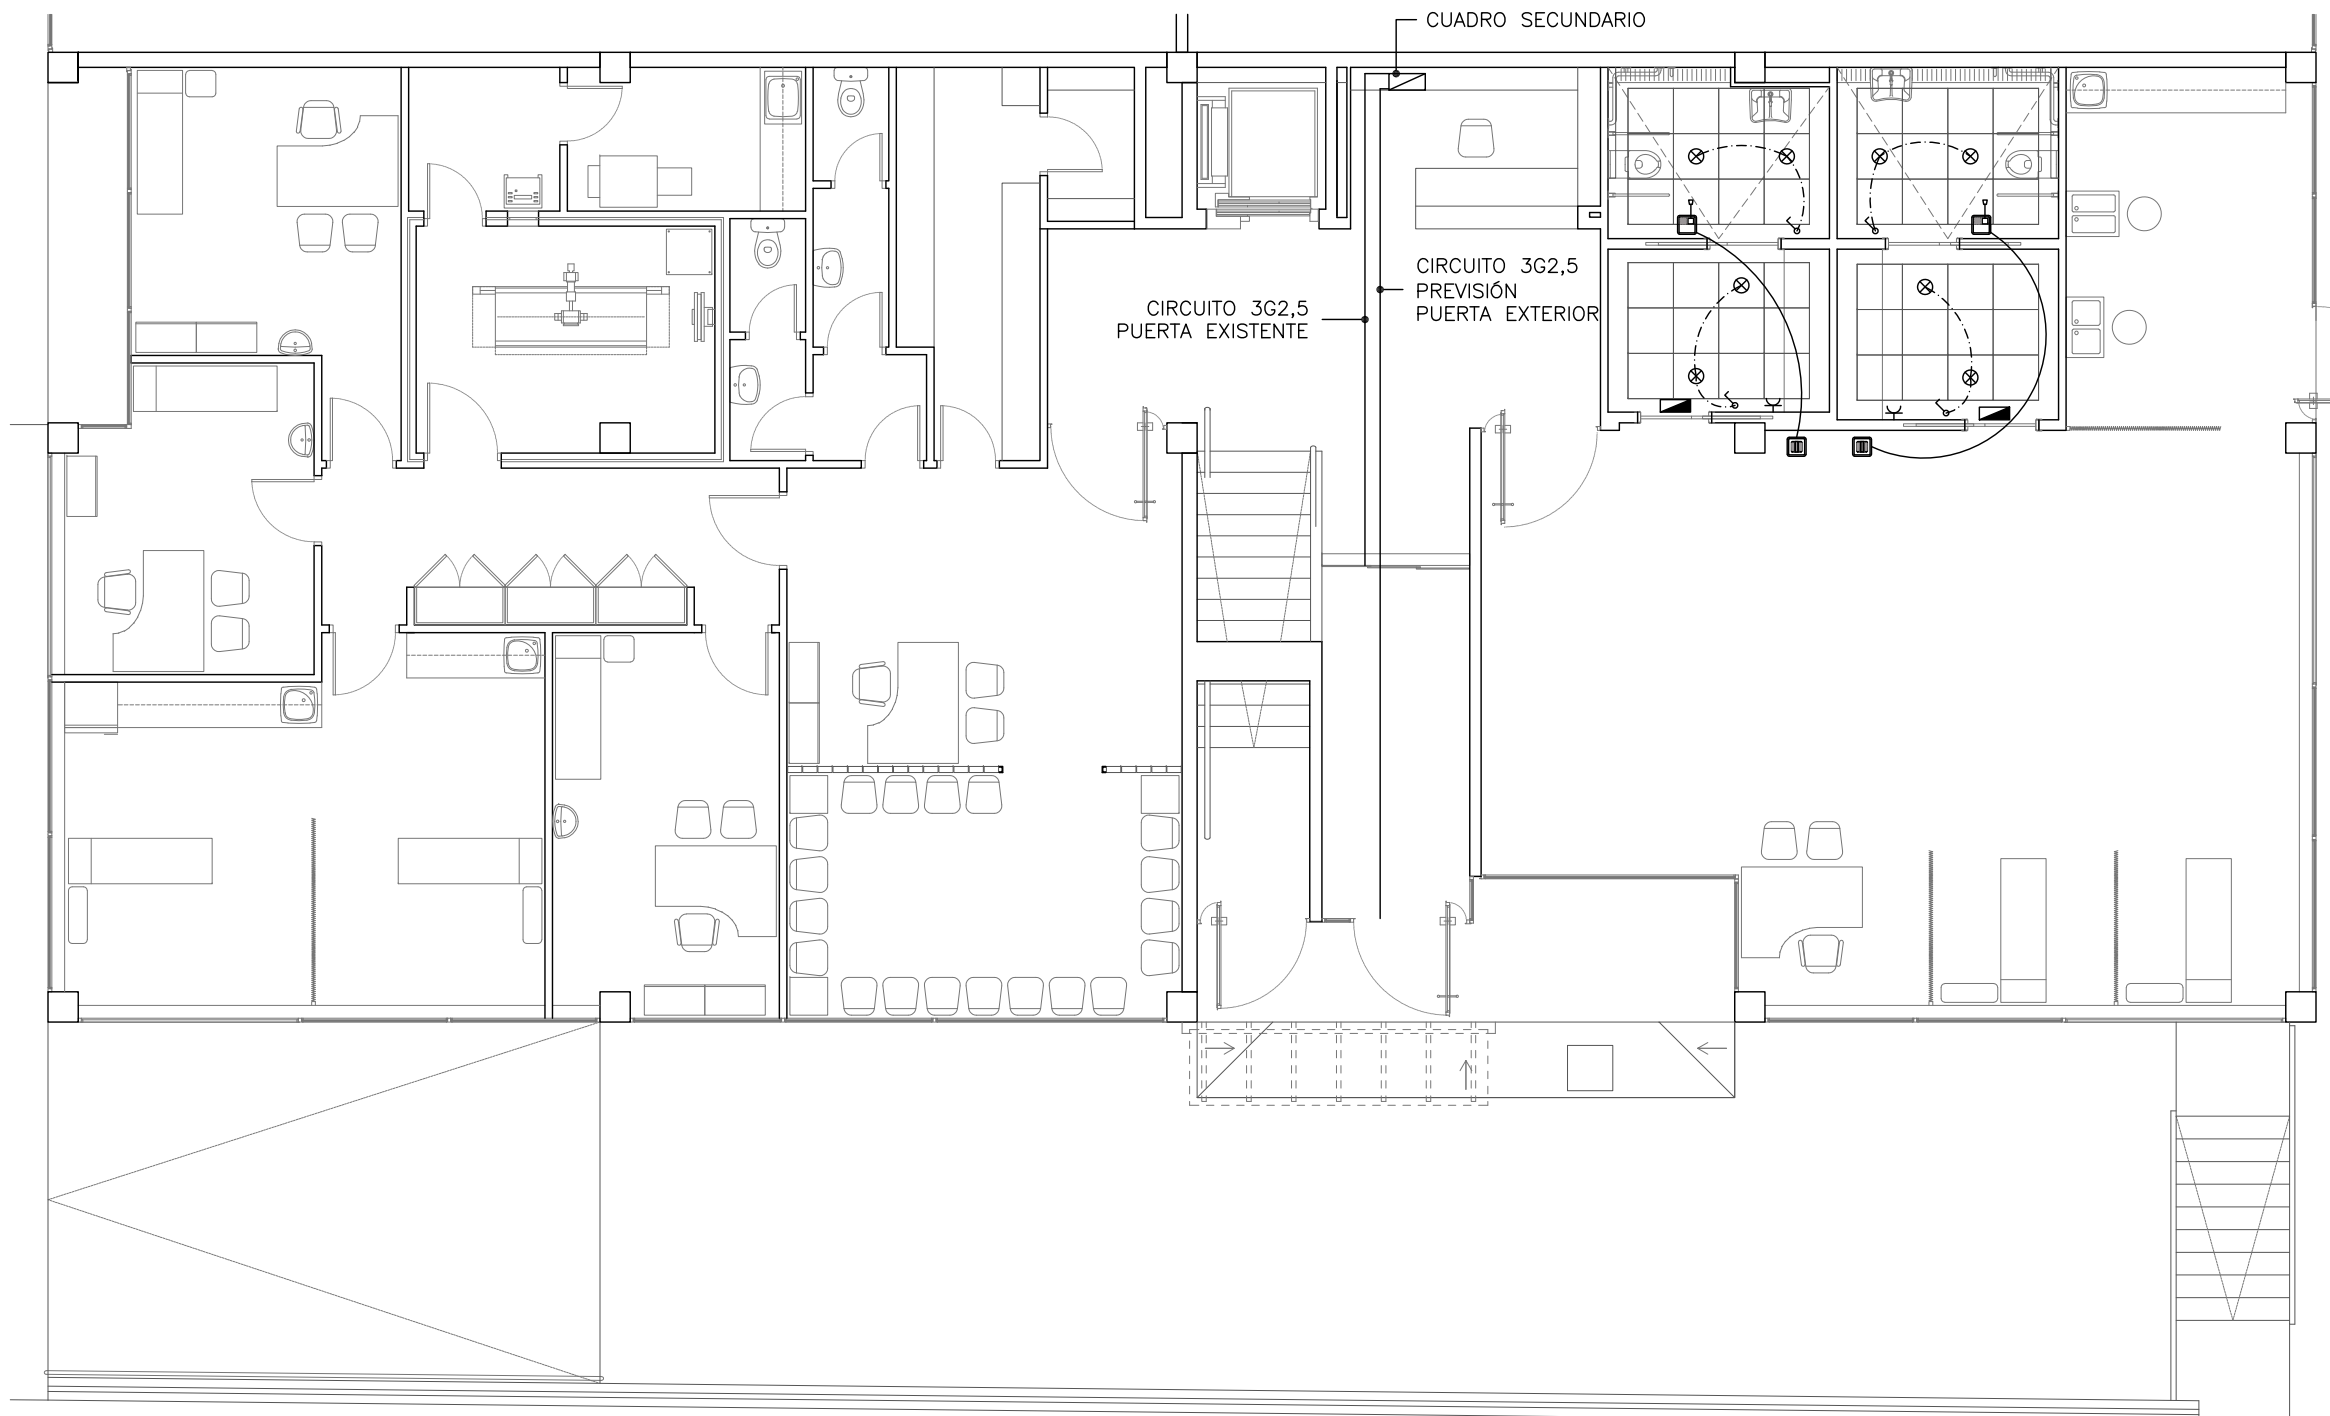 CUADRO SECUNDARIO
CIRCUITO 3G2,5
PREVISIÓN
PUERTA EXTERIOR
CIRCUITO 3G2,5
PUERTA EXISTENTE